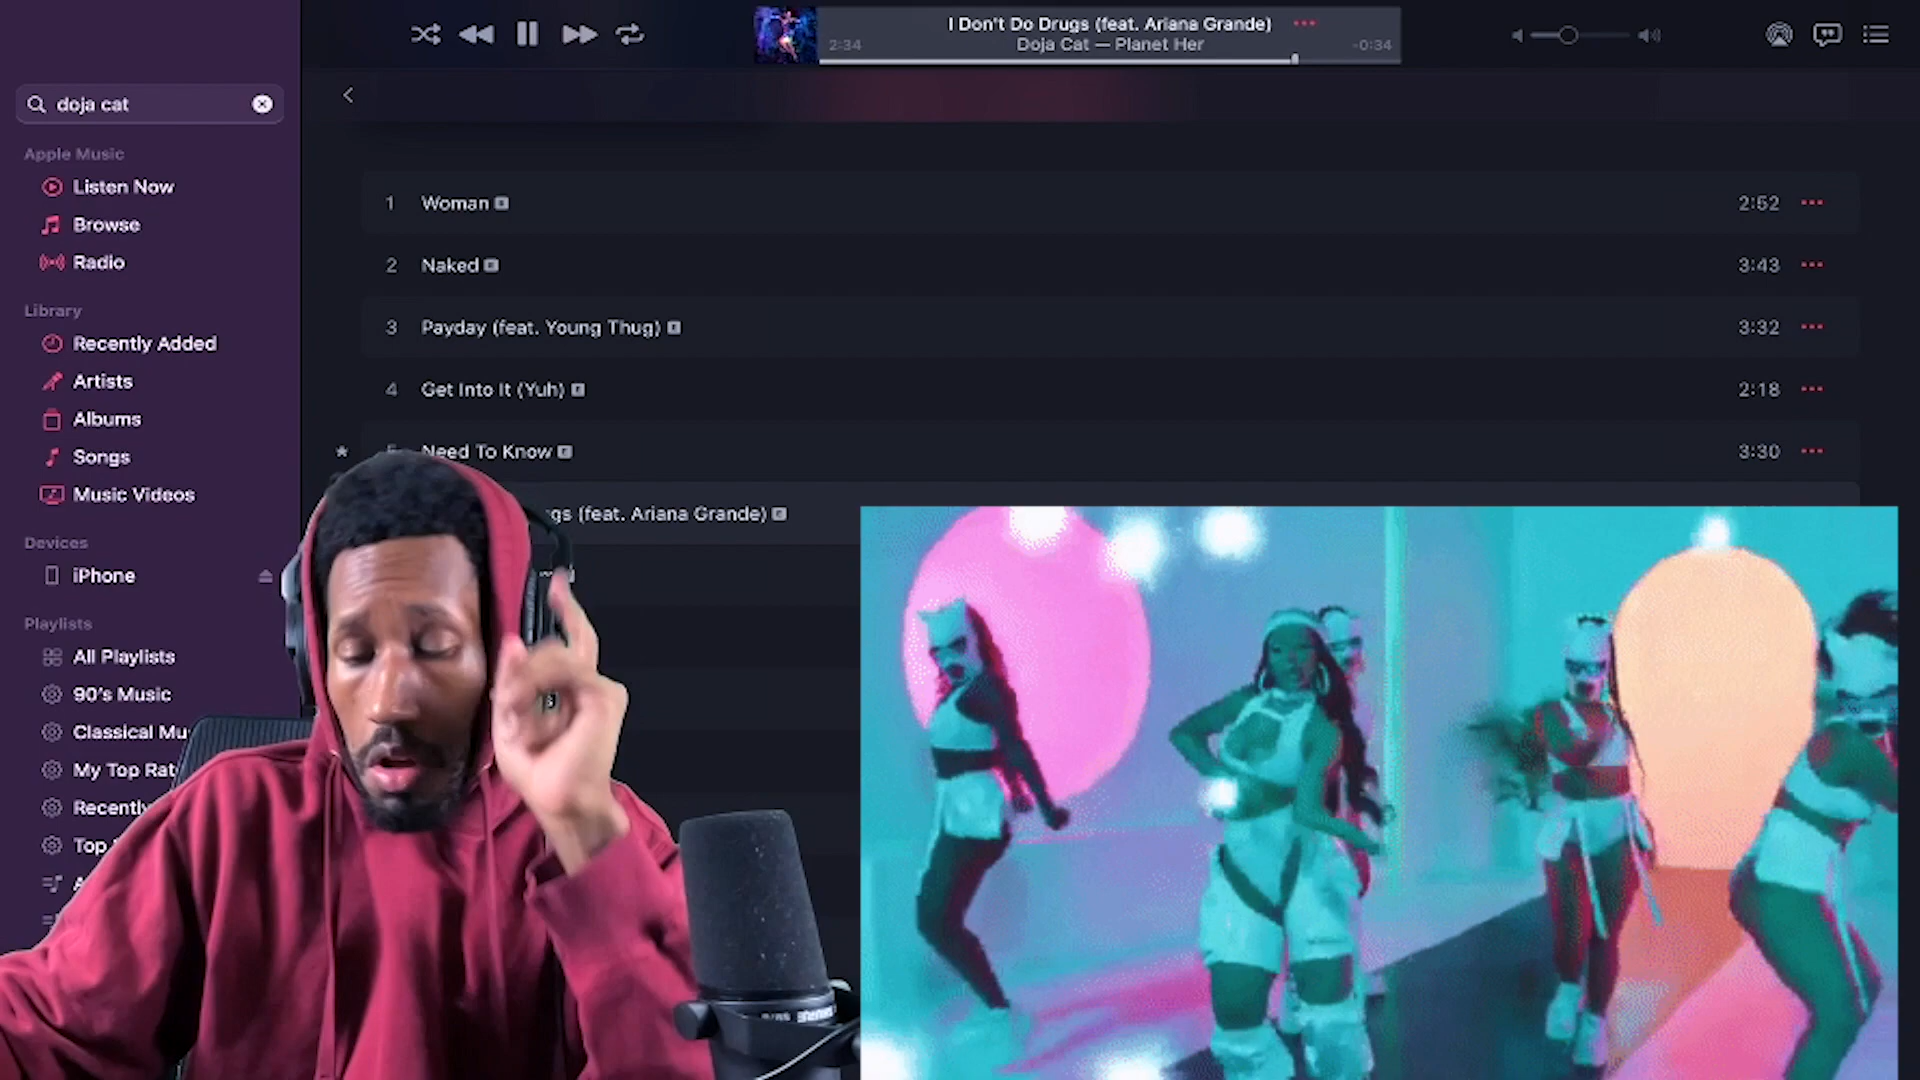 I Don't Do Drugs (feat. Ariana Grande)
2:34
Doja Cat — Planet Her
-0:34
doja cat
Apple Music
Listen Now
Browse
Radio
Library
Recently Added
Artists
Albums
Songs
Music Videos
Devices
iPhone
Playlists
All Playlists
90's Music
Classical Mu
My Top Rat
Recently
Top
1 Woman E 2:52
2 Naked E 3:43
3 Payday (feat. Young Thug) E 3:32
4 Get Into It (Yuh) E 2:18
★ 5 Need To Know E 3:30
gs (feat. Ariana Grande) E